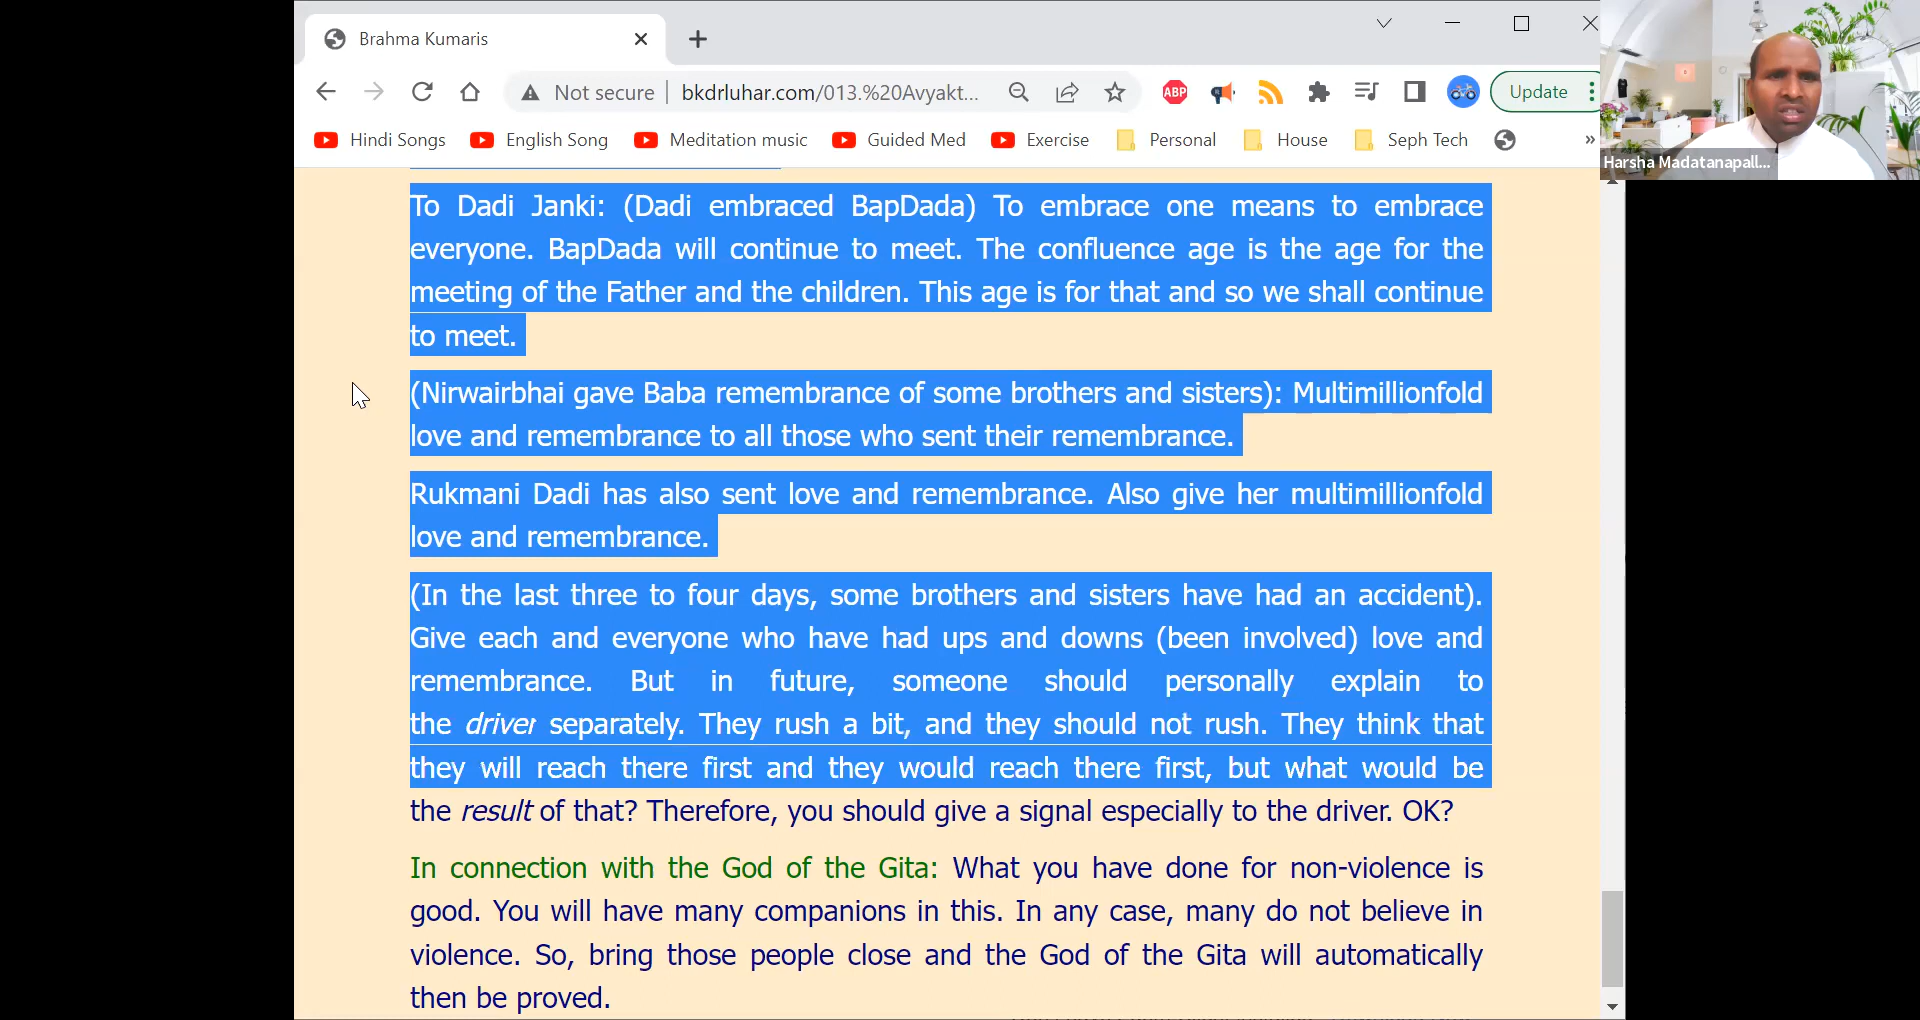 Brahma Kumaris
Not secure
bkdrluhar.com/013.%20Avyakt...
ABP
Update
Hindi Songs
English Song
Meditation music
Guided Med
Exercise
Personal
House
Seph Tech
»
Harsha Madatanapall...
To Dadi Janki: (Dadi embraced BapDada) To embrace one means to embrace
everyone. BapDada will continue to meet. The confluence age is the age for the
meeting of the Father and the children. This age is for that and so we shall continue
to meet.
(Nirwairbhai gave Baba remembrance of some brothers and sisters): Multimillionfold
love and remembrance to all those who sent their remembrance.
Rukmani Dadi has also sent love and remembrance. Also give her multimillionfold
love and remembrance.
(In the last three to four days, some brothers and sisters have had an accident).
Give each and everyone who have had ups and downs (been involved) love and
remembrance. But in future, someone should personally explain to
the driver separately. They rush a bit, and they should not rush. They think that
they will reach there first and they would reach there first, but what would be
the result of that? Therefore, you should give a signal especially to the driver. OK?
In connection with the God of the Gita: What you have done for non-violence is
good. You will have many companions in this. In any case, many do not believe in
violence. So, bring those people close and the God of the Gita will automatically
then be proved.